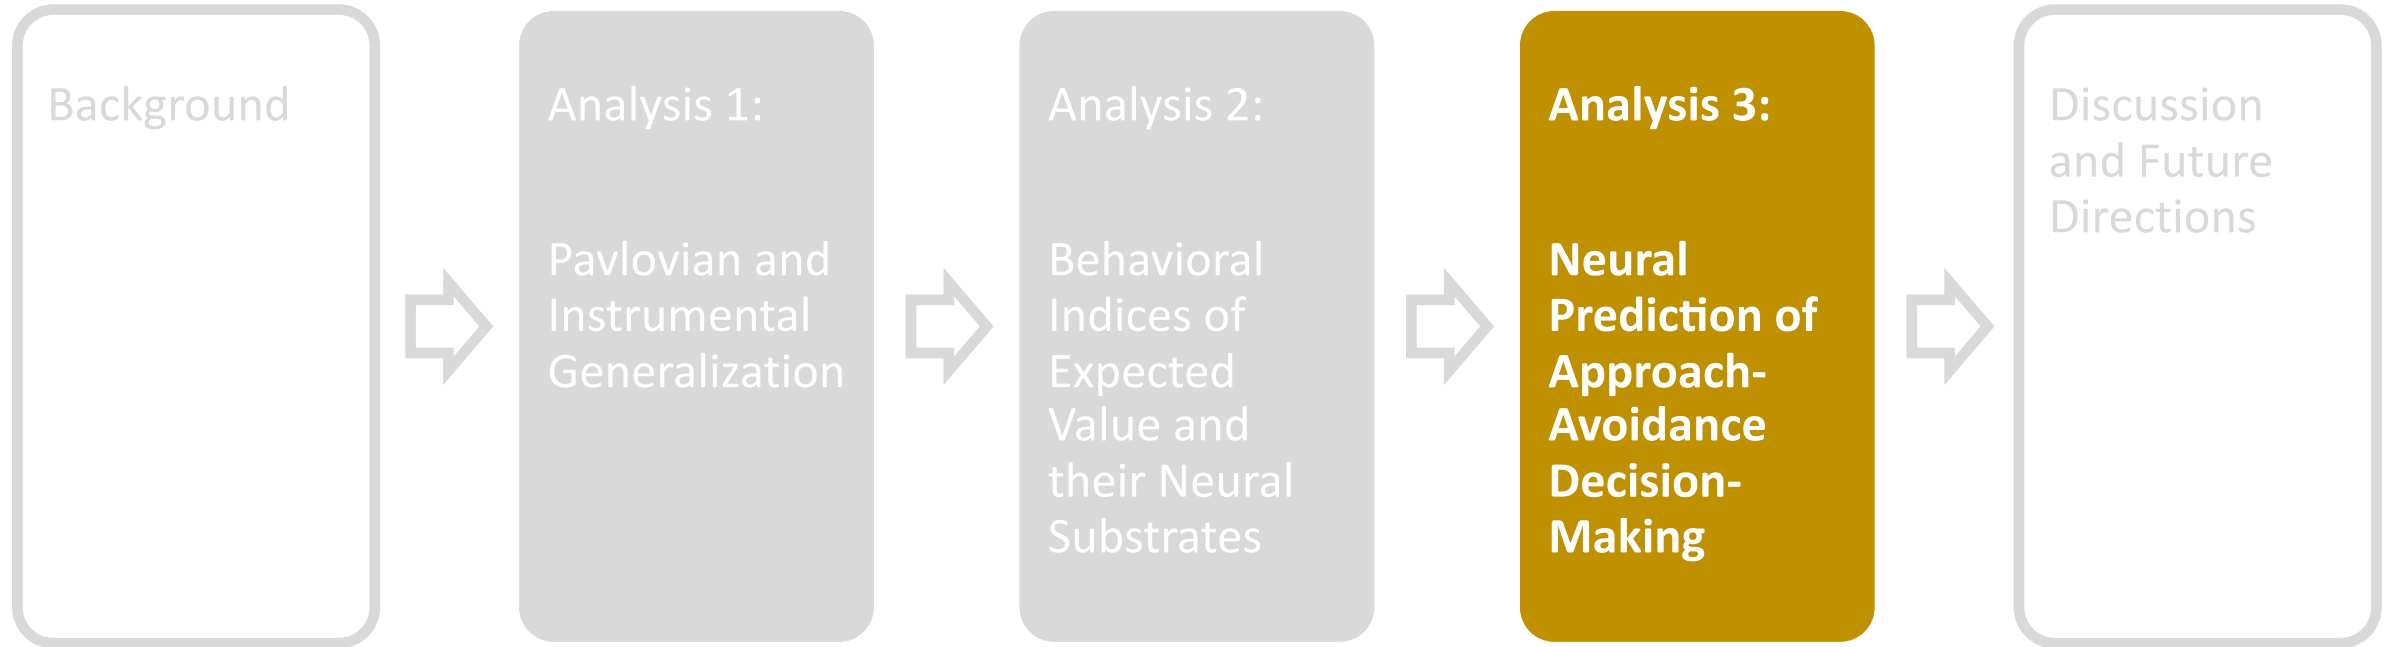 Background
Analysis 1:
Pavlovian and
Instrumental
Generalization
Analysis 2:
Behavioral
Indices of
Expected
Value and
their Neural
Substrates
Analysis 3:
Neural
Prediction of
Approach-
Avoidance
Decision-
Making
Discussion
and Future
Directions